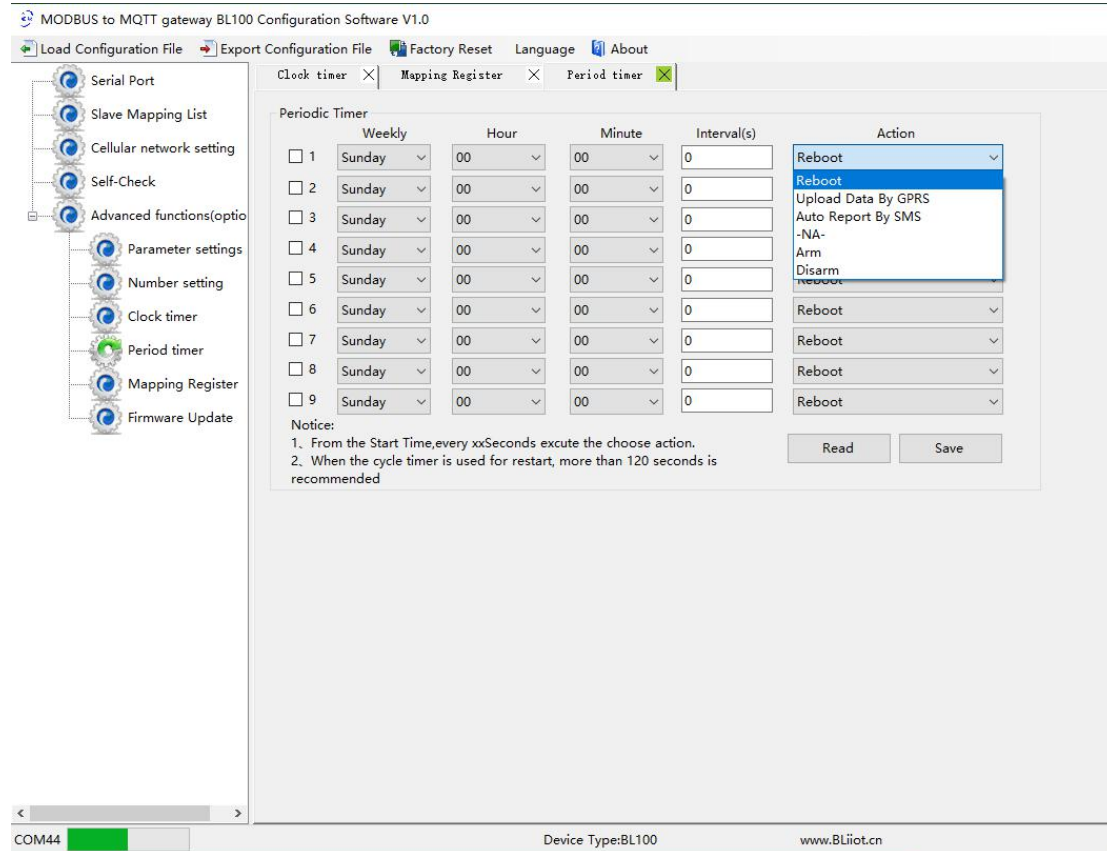 MODBUS to MQTT gateway BL100 Configuration Software V1.0
Load Configuration File Export Configuration File Factory Reset Language About
Serial Port
Slave Mapping List
Cellular network setting
Self-Check
Advanced functions(optio
Parameter settings
Number setting
Clock timer
Period timer
Mapping Register
Firmware Update
Clock timer Mapping Register Period timer
Periodic Timer
Weekly Hour Minute Interval(s) Action
1 Sunday 00 00 0 Reboot
Reboot
Upload Data By GPRS
Auto Report By SMS
-NA-
Arm
Disarm
2 Sunday 00 00 0
3 Sunday 00 00 0
4 Sunday 00 00 0
5 Sunday 00 00 0 Reboot
6 Sunday 00 00 0 Reboot
7 Sunday 00 00 0 Reboot
8 Sunday 00 00 0 Reboot
9 Sunday 00 00 0 Reboot
Notice:
1、From the Start Time,every xxSeconds excute the choose action.
2、When the cycle timer is used for restart, more than 120 seconds is
recommended
Read Save
COM44 Device Type:BL100 www.BLiiot.cn